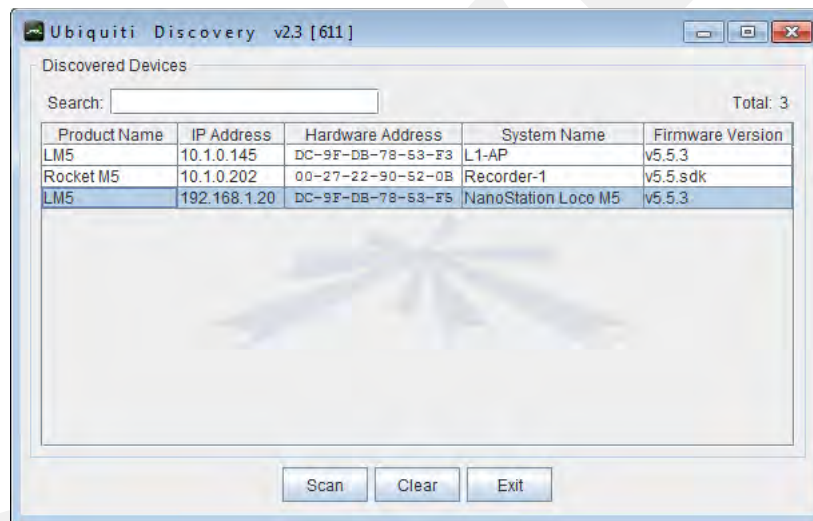 Ubiquiti Discovery v2.3 [611]
Discovered Devices
Search: Total: 3
Product Name IP Address Hardware Address System Name Firmware Version
LM5 10.1.0.145 DC-9F-DB-78-53-F3 L1-AP v5.5.3
Rocket M5 10.1.0.202 00-27-22-90-52-0B Recorder-1 v5.5.sdk
LM5 192.168.1.20 DC-9F-DB-78-53-F5 NanoStation Loco M5 v5.5.3
Scan Clear Exit